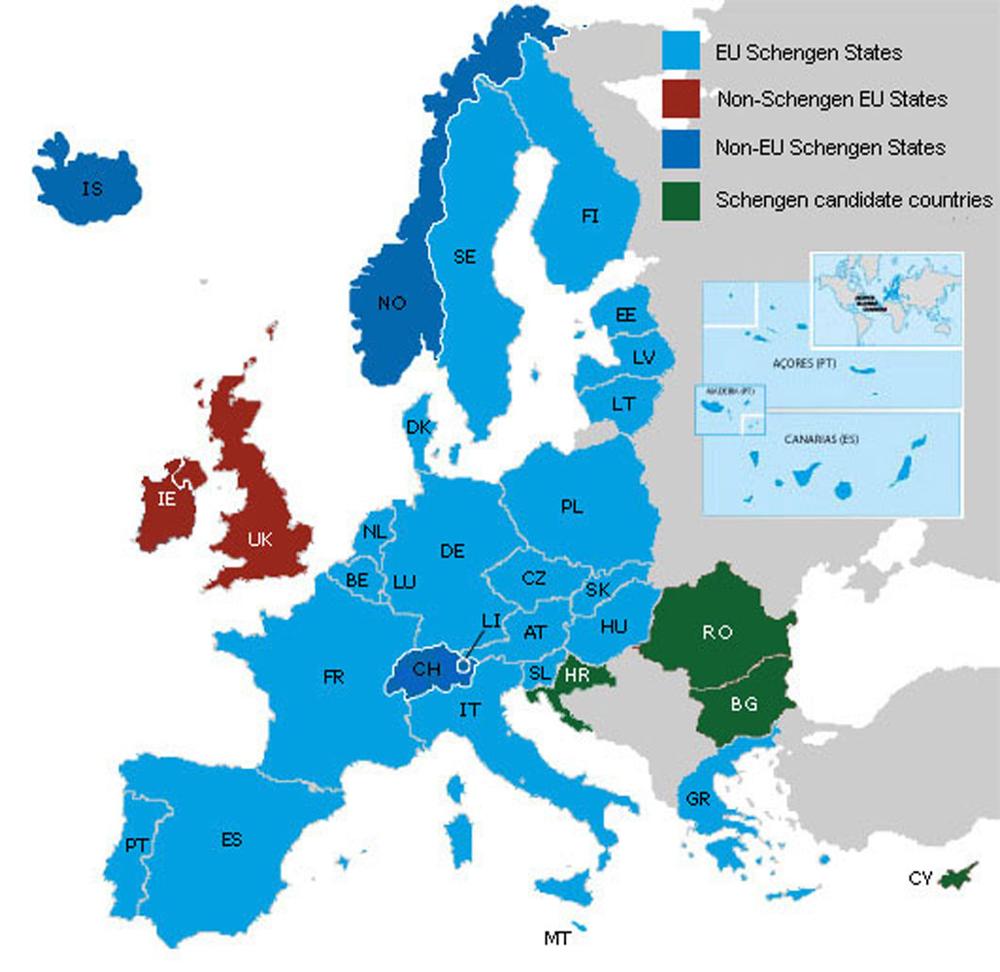 EU Schengen States
Non-Schengen EU States
Non-EU Schengen States
Schengen candidate countries
IS
FI
SE
NO
EE
LV
LT
AÇORES (PT)
MADEIRA (PT)
CANARIAS (ES)
DK
IE
UK
PL
NL
DE
BE
LU
CZ
SK
LI
AT
HU
RO
CH
SL
HR
FR
IT
BG
GR
PT
ES
CY
MT